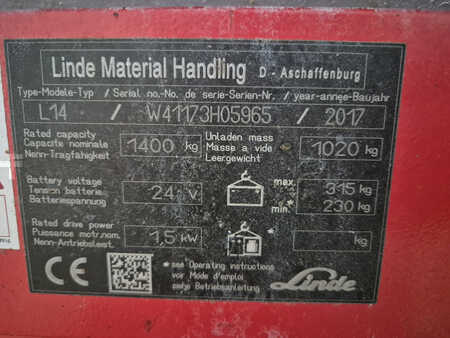 Linde Material Handling D - Aschaffenburg
Type-Modele-Typ / Serial no.-No. de serie-Serien-Nr. / year-annee-Baujahr
L14 / W41173H05965 / 2017
Rated capacity
Capacite nominale
Nenn-Tragfähigkeit
1400 kg
Unladen mass
Masse a vide
Leergewicht
1020 kg
Battery voltage
Tension batterie
Batteriespannung
24 V
max. 315 kg
min. 230 kg
Rated drive power
Puissance motr.nom.
Nenn-Antriebsleist.
1,5 kW
* kg
CE
* see Operating instructions
voir Mode d'emploi
siehe Betriebsanleitung
Linde